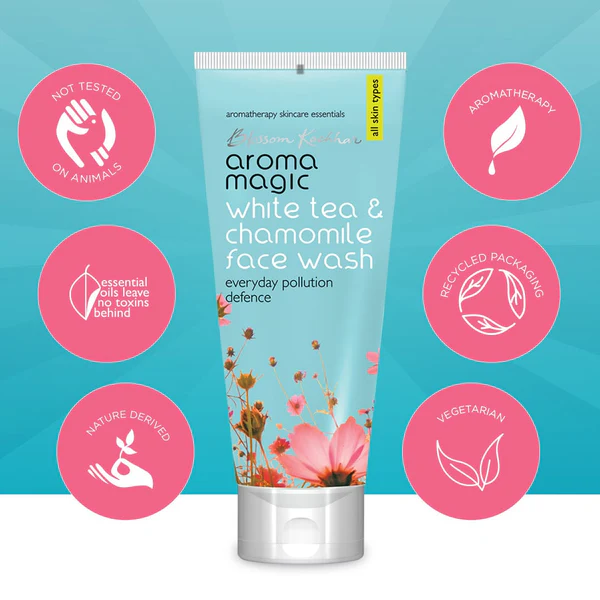 NOT TESTED
ON ANIMALS
essential
oils leave
no toxins
behind
NATURE DERIVED
aromatherapy skincare essentials
all skin types
Blossom Kochhar
aroma
magic
white tea &
chamomile
face wash
everyday pollution
defence
AROMATHERAPY
RECYCLED PACKAGING
VEGETARIAN